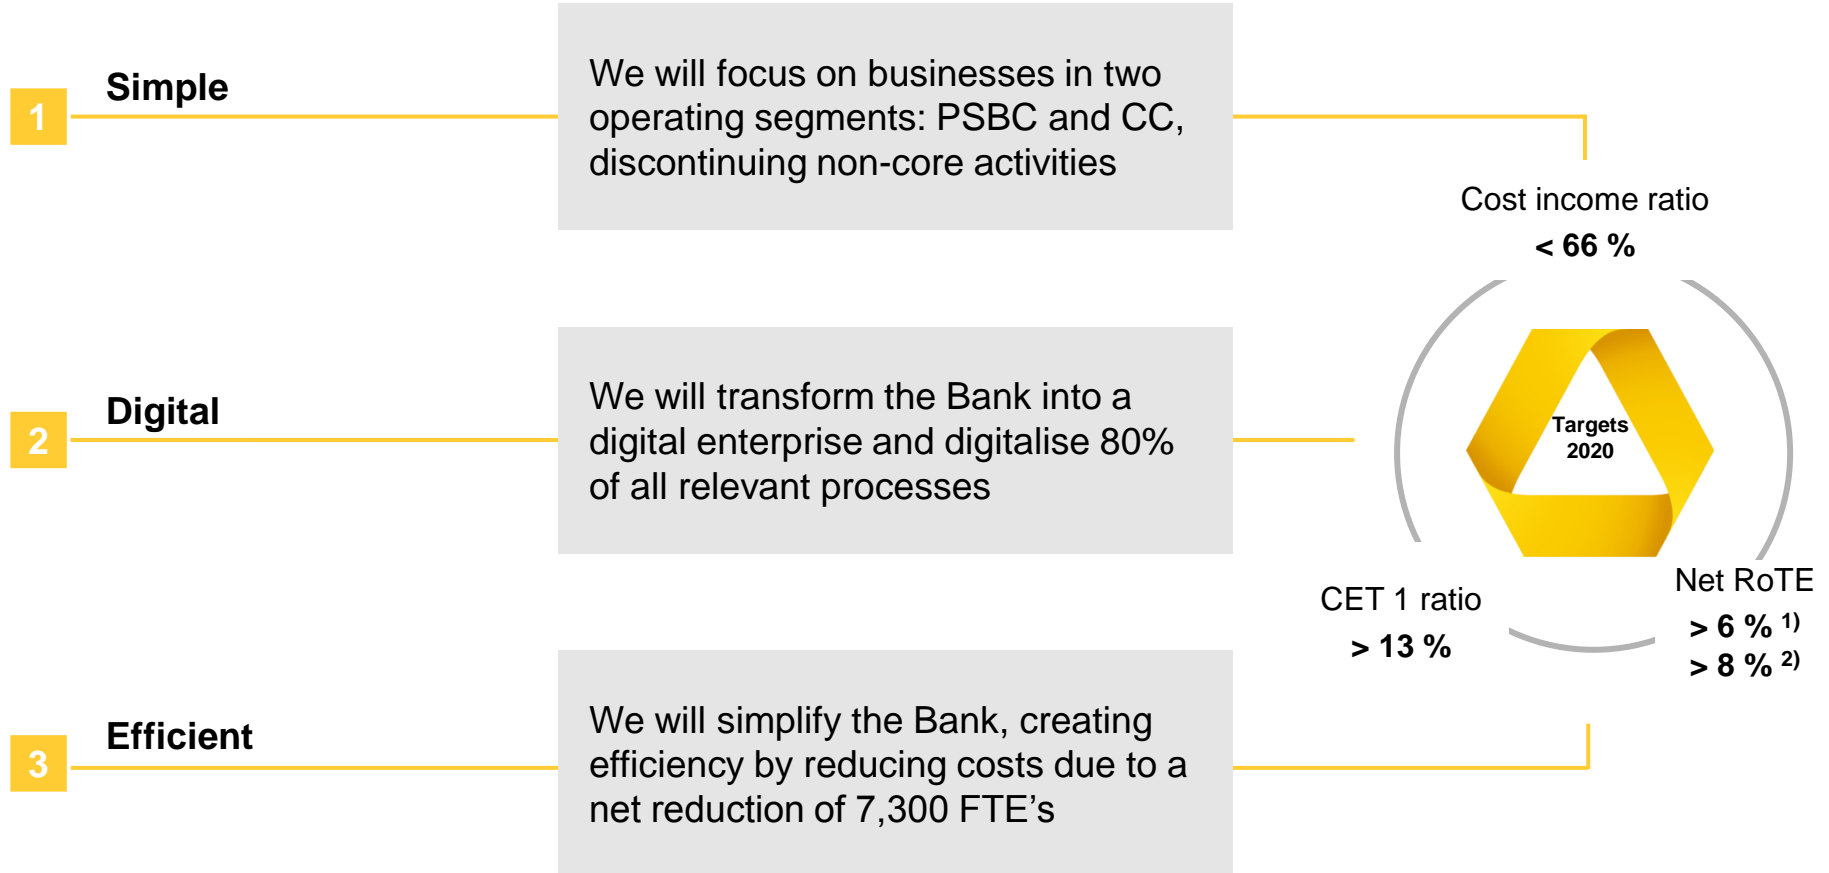 1
Simple
We will focus on businesses in two
operating segments: PSBC and CC,
discontinuing non-core activities
2
Digital
We will transform the Bank into a
digital enterprise and digitalise 80%
of all relevant processes
3
Efficient
We will simplify the Bank, creating
efficiency by reducing costs due to a
net reduction of 7,300 FTE’s
Cost income ratio
< 66 %
Targets
2020
CET 1 ratio
> 13 %
Net RoTE
> 6 % 1)
> 8 % 2)